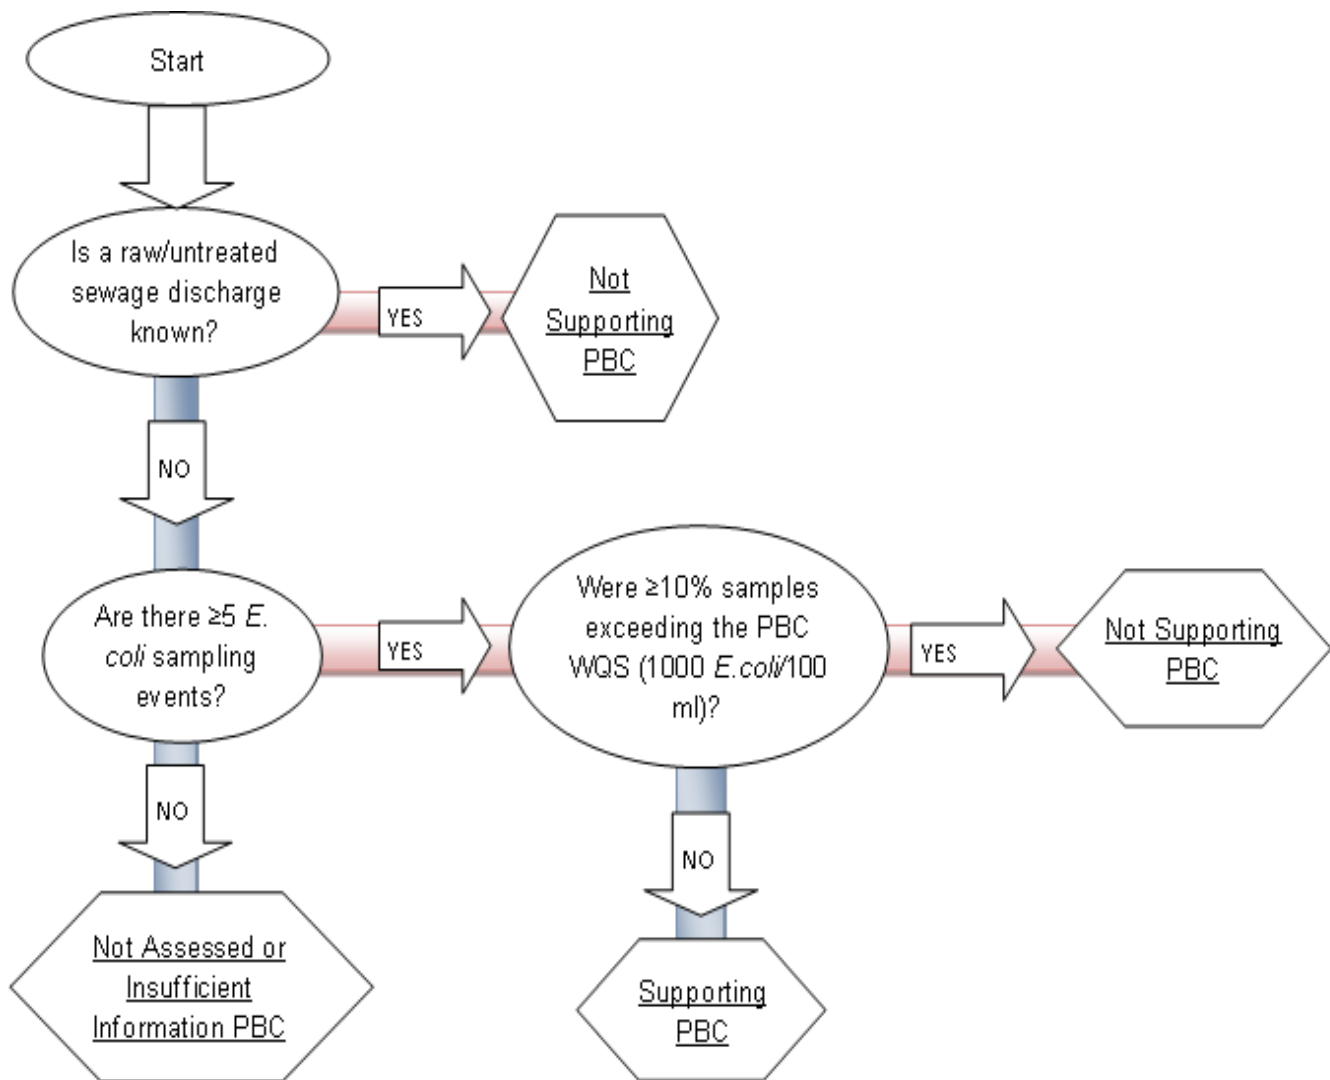 Start
Is a raw/untreated
sewage discharge
known?
YES
Not
Supporting
PBC
NO
Are there ≥5 E.
coli sampling
events?
YES
Were ≥10% samples
exceeding the PBC
WQS (1000 E.coli/100
ml)?
YES
Not Supporting
PBC
NO
NO
Not Assessed or
Insufficient
Information PBC
Supporting
PBC